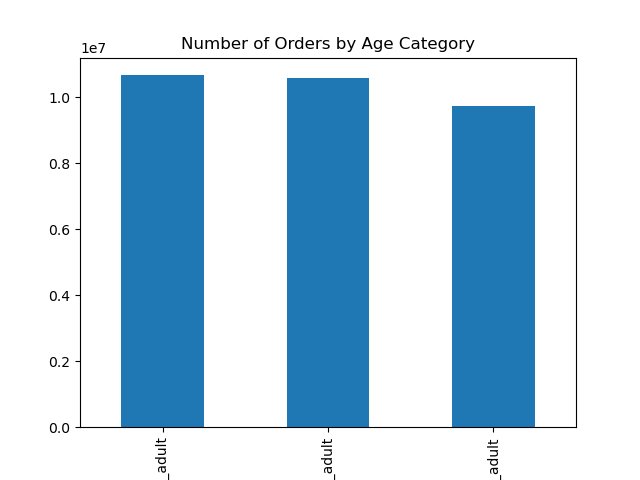 Number of Orders by Age Category
1e7
1.0
0.8
0.6
0.4
0.2
0.0
_adult
_adult
_adult